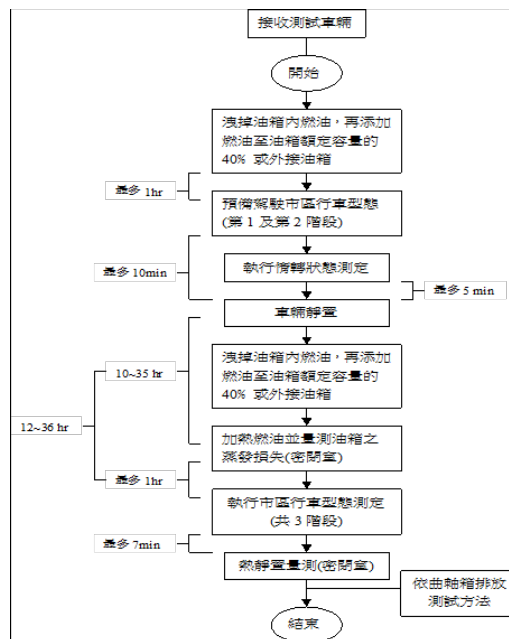 接收測試車輛
開始
洩掉油箱內燃油，再添加
燃油至油箱額定容量的
40% 或外接油箱
最多 1hr
預備駕駛市區行車型態
(第 1 及第 2 階段)
最多 10min
執行惰轉狀態測定
最多 5 min
車輛靜置
10~35 hr
洩掉油箱內燃油，再添加
燃油至油箱額定容量的
40% 或外接油箱
12~36 hr
加熱燃油並量測油箱之
蒸發損失(密閉室)
最多 1hr
執行市區行車型態測定
(共 3 階段)
最多 7min
熱靜置量測(密閉室)
依曲軸箱排放
測試方法
結束